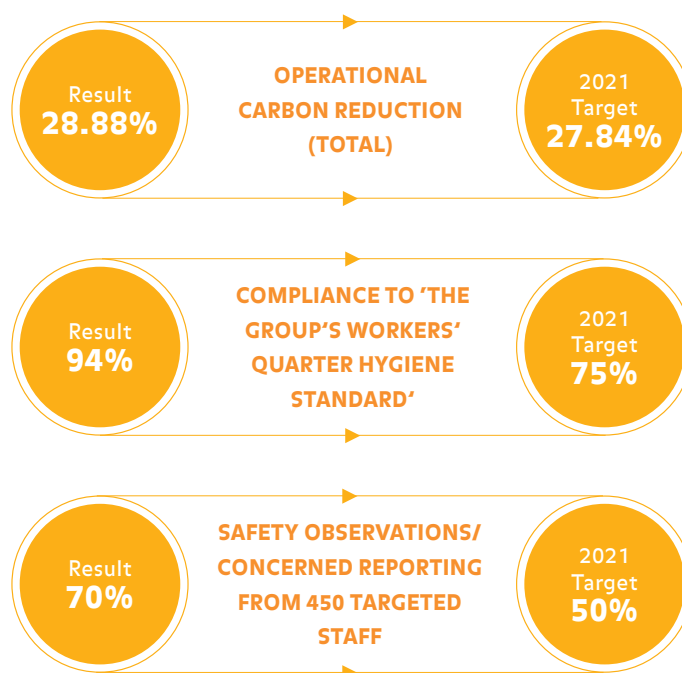 Result
28.88%
OPERATIONAL
CARBON REDUCTION
(TOTAL)
2021
Target
27.84%
Result
94%
COMPLIANCE TO ‘THE
GROUP’S WORKERS‘
QUARTER HYGIENE
STANDARD‘
2021
Target
75%
Result
70%
SAFETY OBSERVATIONS/
CONCERNED REPORTING
FROM 450 TARGETED
STAFF
2021
Target
50%